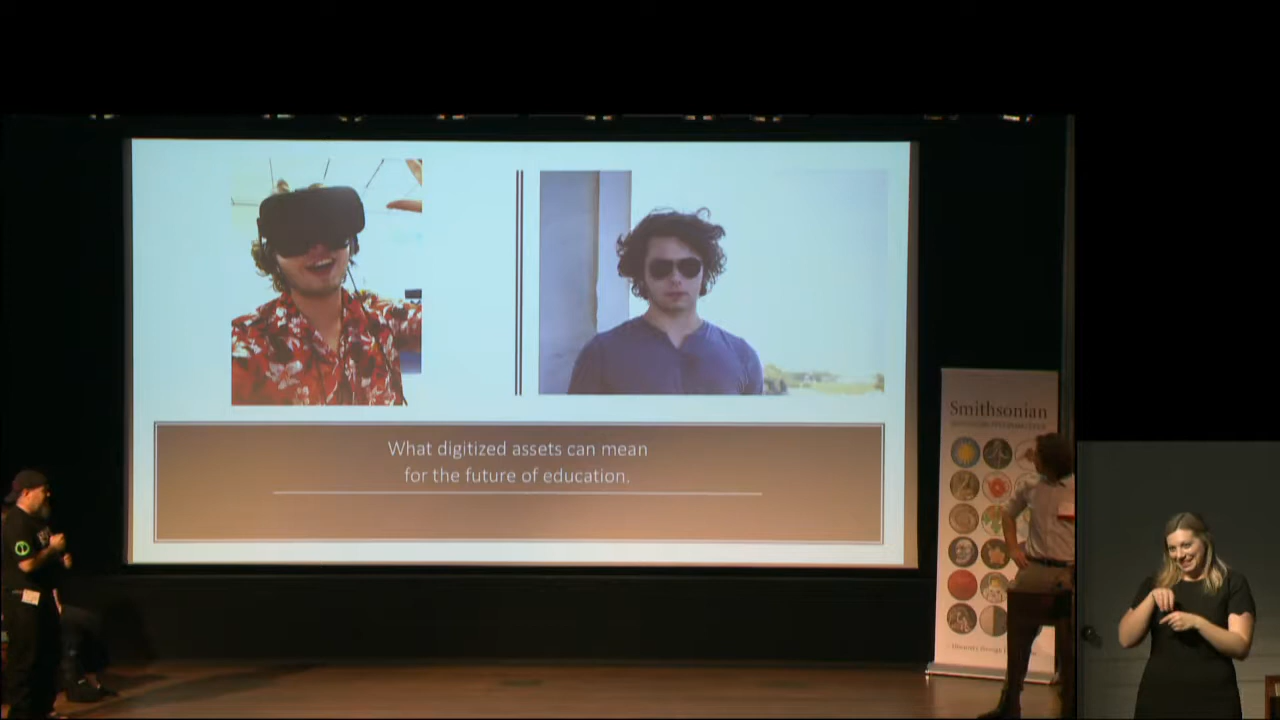 What digitized assets can mean
for the future of education.
Smithsonian